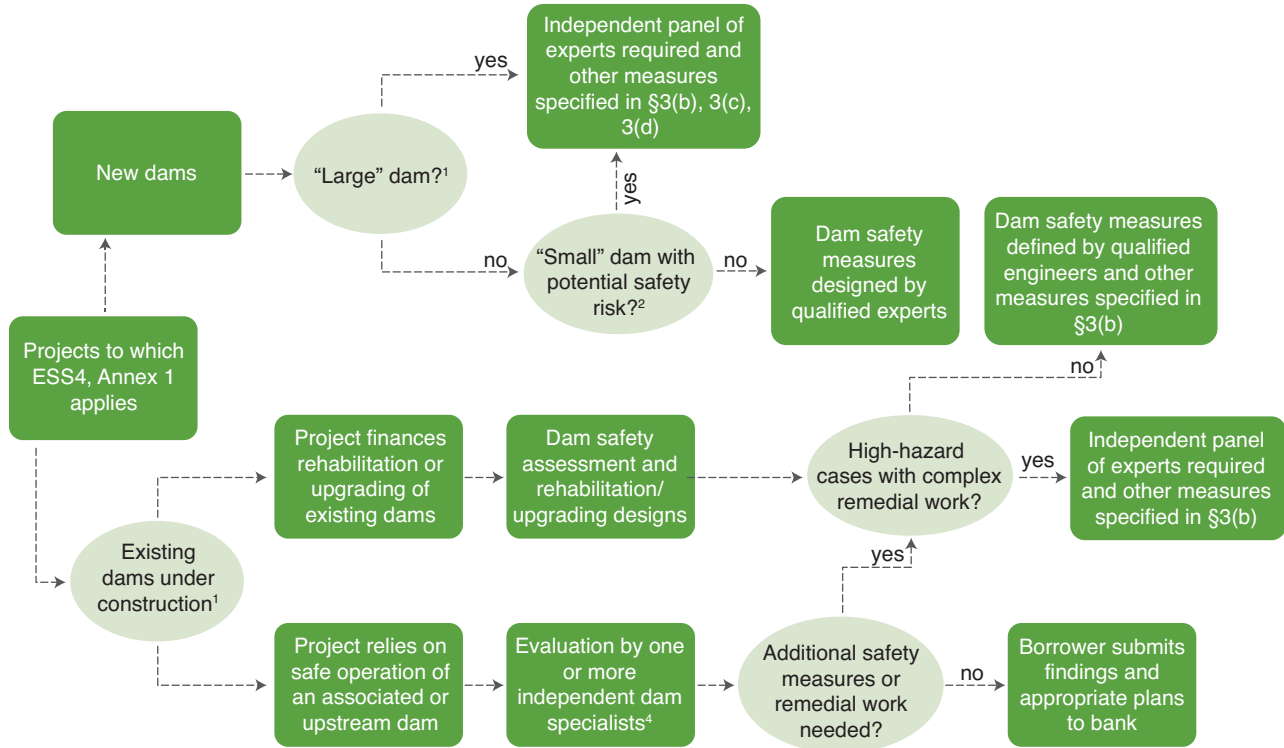 Independent panel of
experts required and
other measures
specified in §3(b), 3(c),
3(d)
yes
New dams
“Large” dam?¹
yes
no
“Small” dam with
potential safety
risk?²
no
Dam safety
measures
designed by
qualified experts
Dam safety measures
defined by qualified
engineers and other
measures specified in
§3(b)
Projects to which
ESS4, Annex 1
applies
no
Project finances
rehabilitation or
upgrading of
existing dams
Dam safety
assessment and
rehabilitation/
upgrading designs
High-hazard
cases with complex
remedial work?
yes
Independent panel
of experts required
and other measures
specified in §3(b)
Existing
dams under
construction¹
yes
Project relies on
safe operation of
an associated or
upstream dam
Evaluation by one
or more
independent dam
specialists⁴
Additional safety
measures or
remedial work
needed?
no
Borrower submits
findings and
appropriate plans
to bank